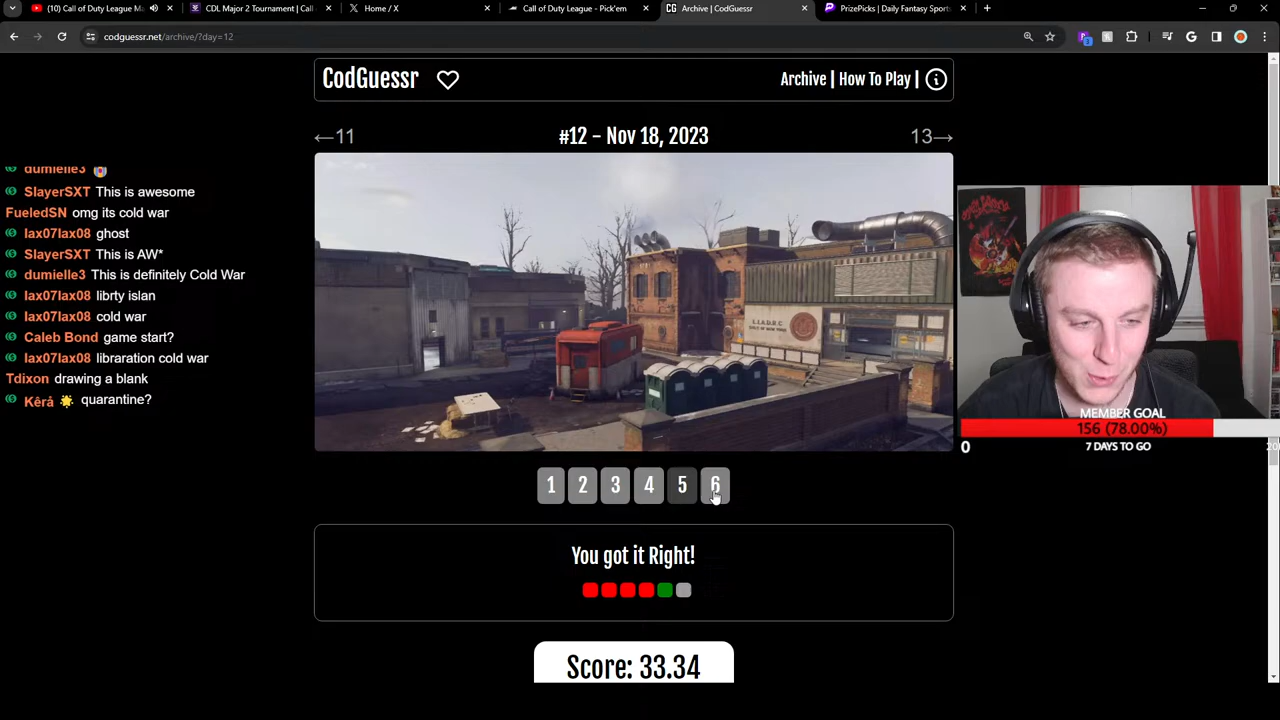 (10) Call of Duty League Ma
CDL Major 2 Tournament | Call
Home / X
Call of Duty League - Pick'em
CG
Archive | CodGuessr
PrizePicks | Daily Fantasy Sport
codguessr.net/archive/?day=12
CodGuessr
Archive | How To Play |
←11
#12 - Nov 18, 2023
13→
dumielle3
SlayerSXT This is awesome
FueledSN omg its cold war
lax07lax08 ghost
SlayerSXT This is AW*
dumielle3 This is definitely Cold War
lax07lax08 librty islan
lax07lax08 cold war
Caleb Bond game start?
lax07lax08 libraration cold war
Tdixon drawing a blank
Kêrå quarantine?
1 2 3 4 5 6
You got it Right!
Score: 33.34
MEMBER GOAL
156 (78.00%)
0
7 DAYS TO GO